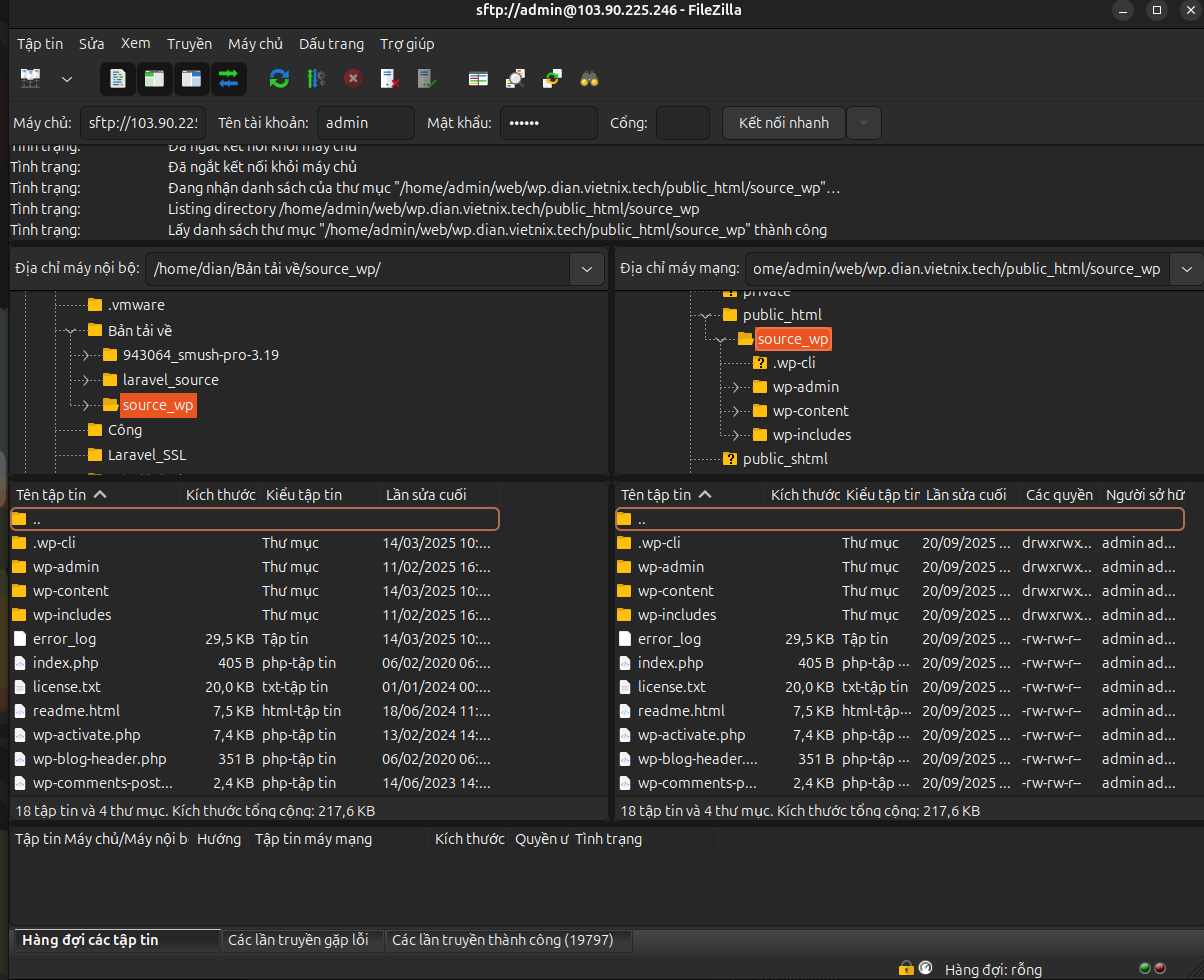 sftp://admin@103.90.225.246 - FileZilla
Tập tin Sửa Xem Truyền Máy chủ Dấu trang Trợ giúp
Máy chủ: sftp://103.90.22 Tên tài khoản: admin Mật khẩu: •••••• Cổng: Kết nối nhanh
Tình trạng: Đã ngắt kết nối khỏi máy chủ
Tình trạng: Đã ngắt kết nối khỏi máy chủ
Tình trạng: Đang nhận danh sách của thư mục "/home/admin/web/wp.dian.vietnix.tech/public_html/source_wp"...
Tình trạng: Listing directory /home/admin/web/wp.dian.vietnix.tech/public_html/source_wp
Tình trạng: Lấy danh sách thư mục "/home/admin/web/wp.dian.vietnix.tech/public_html/source_wp" thành công
Địa chỉ máy nội bộ: /home/dian/Bản tải về/source_wp/
.vmware
Bản tải về
943064_smush-pro-3.19
laravel_source
source_wp
Công
Laravel_SSL
Tên tập tin Kích thước Kiểu tập tin Lần sửa cuối
..
.wp-cli Thư mục 14/03/2025 10:...
wp-admin Thư mục 11/02/2025 16:...
wp-content Thư mục 14/03/2025 10:...
wp-includes Thư mục 11/02/2025 16:...
error_log 29,5 KB Tập tin 14/03/2025 10:...
index.php 405 B php-tập tin 06/02/2020 06:...
license.txt 20,0 KB txt-tập tin 01/01/2024 00:...
readme.html 7,5 KB html-tập tin 18/06/2024 11:...
wp-activate.php 7,4 KB php-tập tin 13/02/2024 14:...
wp-blog-header.php 351 B php-tập tin 06/02/2020 06:...
wp-comments-post... 2,4 KB php-tập tin 14/06/2023 14:...
18 tập tin và 4 thư mục. Kích thước tổng cộng: 217,6 KB
Địa chỉ máy mạng: ome/admin/web/wp.dian.vietnix.tech/public_html/source_wp
private
public_html
source_wp
.wp-cli
wp-admin
wp-content
wp-includes
public_shtml
Tên tập tin Kích thước Kiểu tập tin Lần sửa cuối Các quyền Người sở hữ
..
.wp-cli Thư mục 20/09/2025 ... drwxrwx... admin ad...
wp-admin Thư mục 20/09/2025 ... drwxrwx... admin ad...
wp-content Thư mục 20/09/2025 ... drwxrwx... admin ad...
wp-includes Thư mục 20/09/2025 ... drwxrwx... admin ad...
error_log 29,5 KB Tập tin 20/09/2025 ... -rw-rw-r-- admin ad...
index.php 405 B php-tập ... 20/09/2025 ... -rw-rw-r-- admin ad...
license.txt 20,0 KB txt-tập tin 20/09/2025 ... -rw-rw-r-- admin ad...
readme.html 7,5 KB html-tập... 20/09/2025 ... -rw-rw-r-- admin ad...
wp-activate.php 7,4 KB php-tập ... 20/09/2025 ... -rw-rw-r-- admin ad...
wp-blog-header.... 351 B php-tập ... 20/09/2025 ... -rw-rw-r-- admin ad...
wp-comments-p... 2,4 KB php-tập ... 20/09/2025 ... -rw-rw-r-- admin ad...
18 tập tin và 4 thư mục. Kích thước tổng cộng: 217,6 KB
Tập tin Máy chủ/Máy nội b Hướng Tập tin máy mạng Kích thước Quyền ư Tình trạng
Hàng đợi các tập tin Các lần truyền gặp lỗi Các lần truyền thành công (19797)
Hàng đợi: rỗng